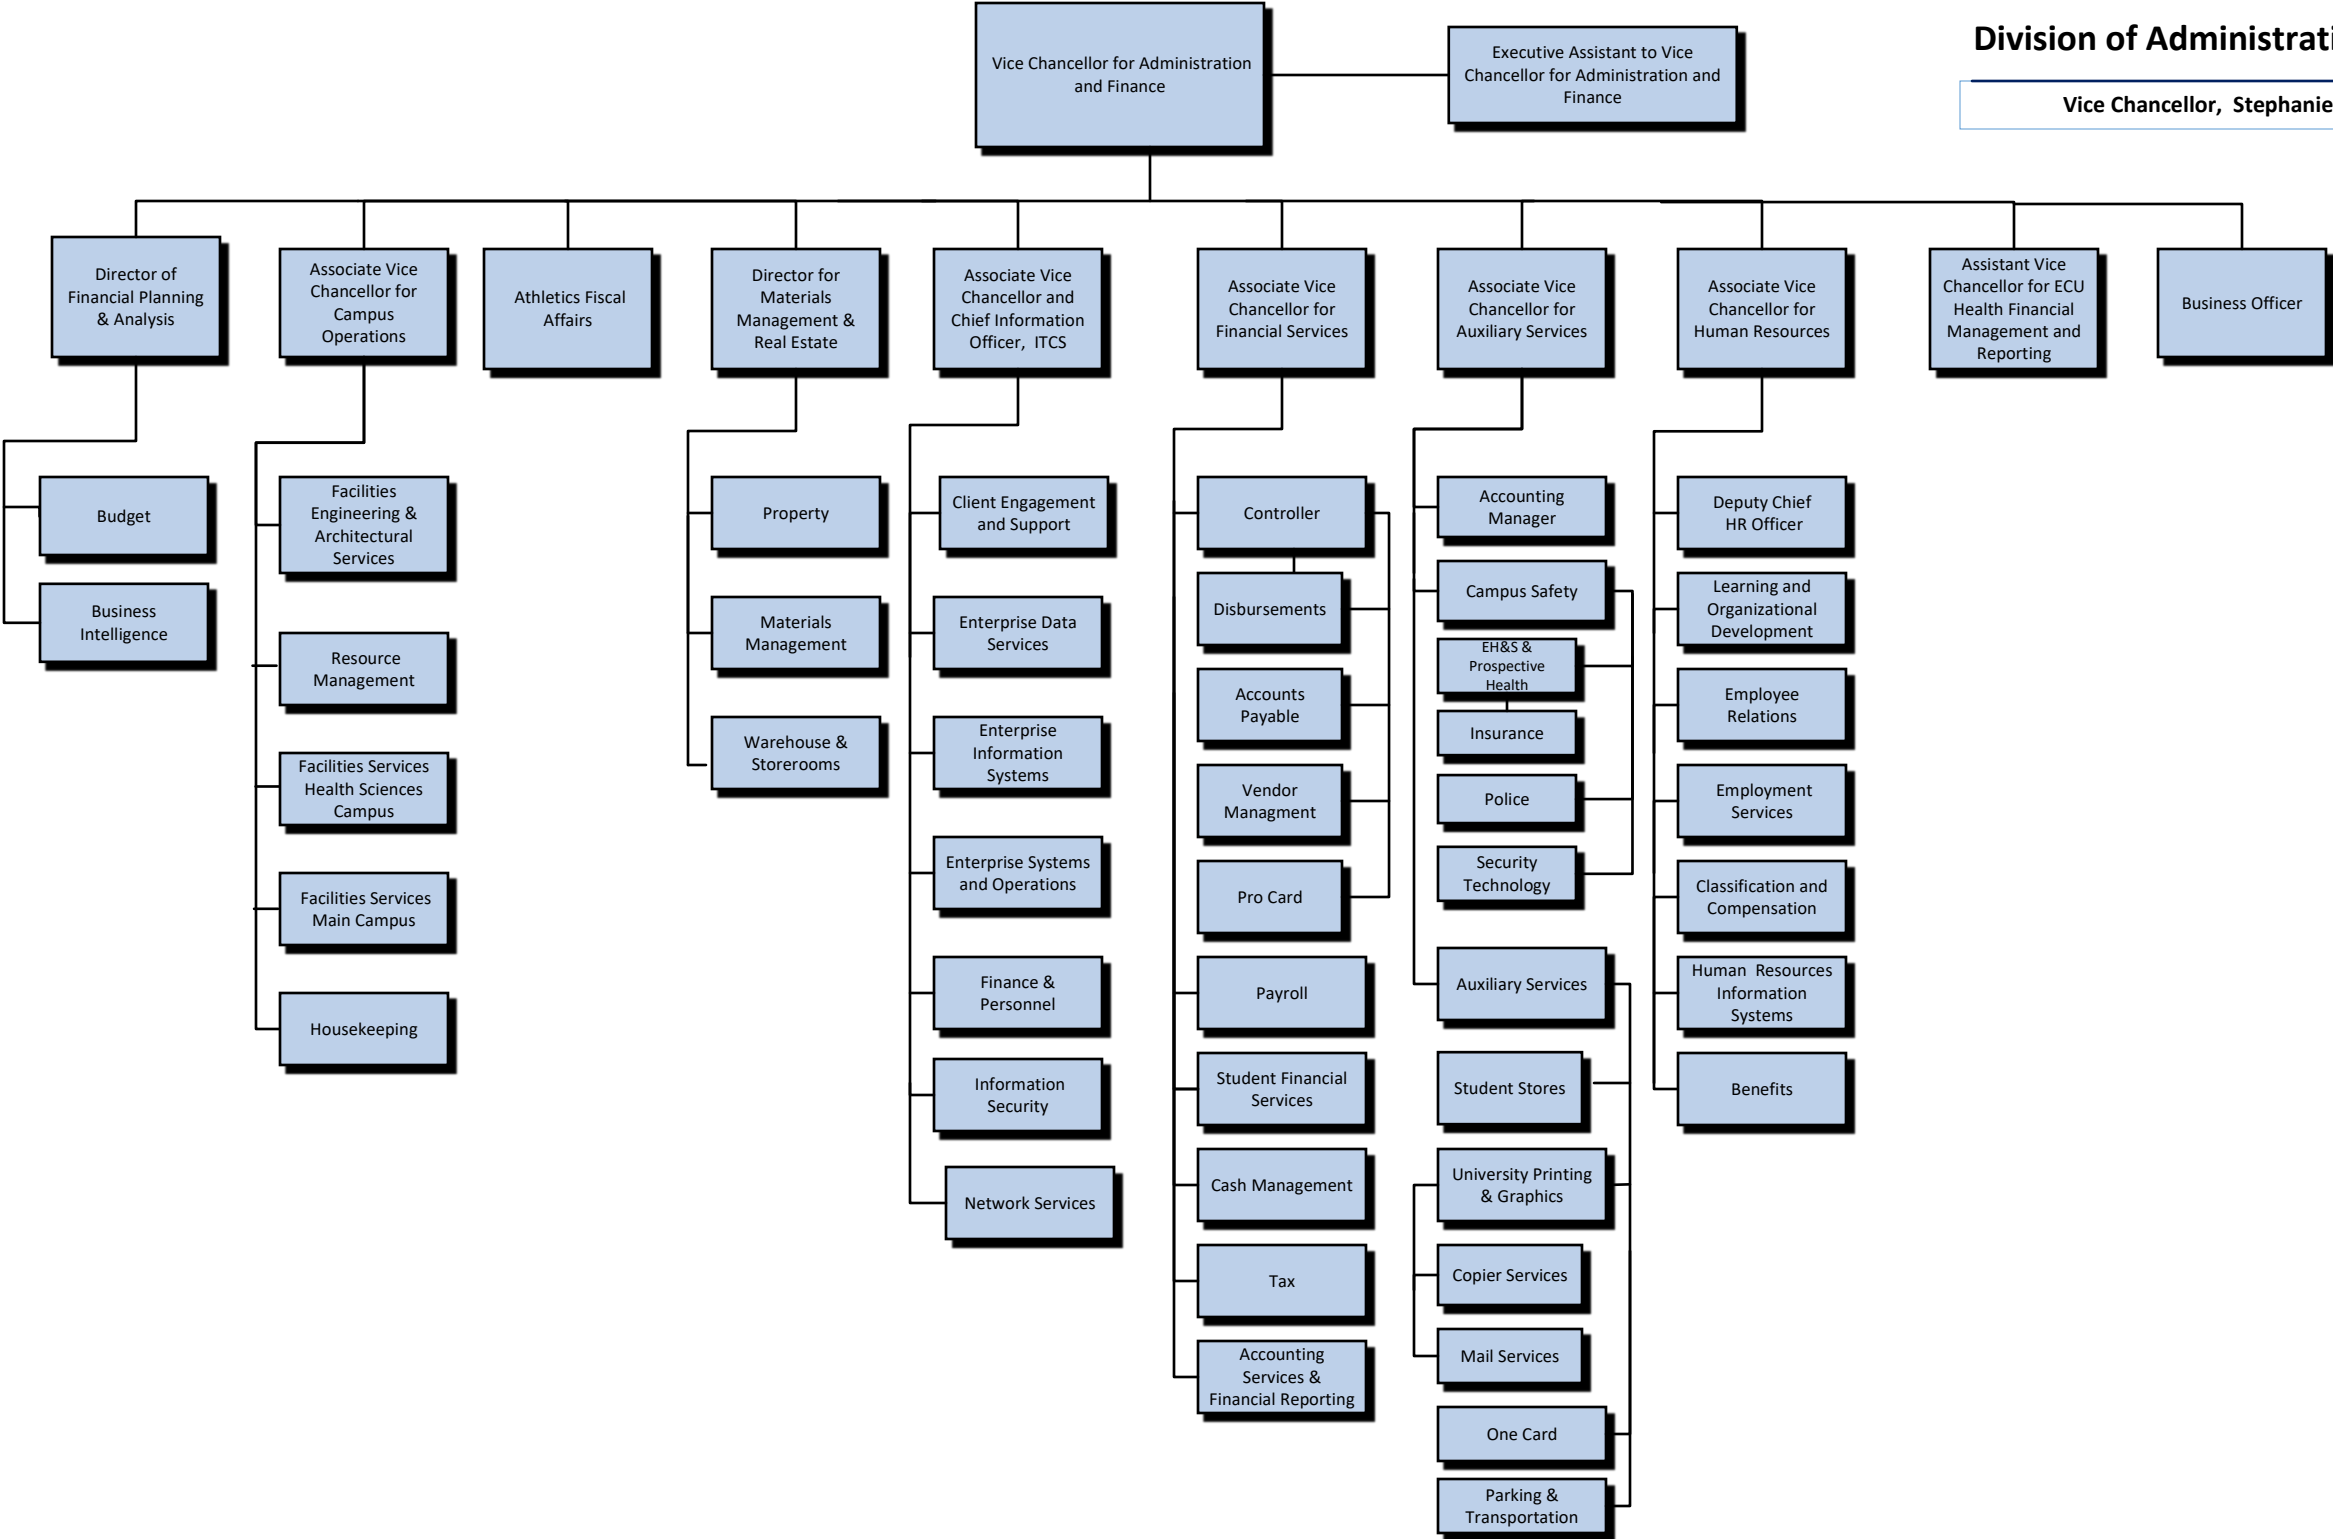 Vice Chancellor for Administration
and Finance
Executive Assistant to Vice
Chancellor for Administration and
Finance
Division of
Vice Chancellor, Stephanie
Director of
Financial Planning
& Analysis
Associate Vice
Chancellor for
Campus
Operations
Athletics Fiscal
Affairs
Director for
Materials
Management &
Real Estate
Associate Vice
Chancellor and
Chief Information
Officer, ITCS
Associate Vice
Chancellor for
Financial Services
Associate Vice
Chancellor for
Auxiliary Services
Associate Vice
Chancellor for
Human Resources
Assistant Vice
Chancellor for ECU
Health Financial
Management and
Reporting
Business Officer
Budget
Business
Intelligence
Facilities
Engineering &
Architectural
Services
Resource
Management
Facilities Services
Health Sciences
Campus
Facilities Services
Main Campus
Housekeeping
Property
Materials
Management
Warehouse &
Storerooms
Client Engagement
and Support
Enterprise Data
Services
Enterprise
Information
Systems
Enterprise Systems
and Operations
Finance &
Personnel
Information
Security
Network Services
Controller
Disbursements
Accounts
Payable
Vendor
Managment
Pro Card
Payroll
Student Financial
Services
Cash Management
Tax
Accounting
Services &
Financial Reporting
Accounting
Manager
Campus Safety
EH&S &
Prospective
Health
Insurance
Police
Security
Technology
Auxiliary Services
Student Stores
University Printing
& Graphics
Copier Services
Mail Services
One Card
Parking &
Transportation
Deputy Chief
HR Officer
Learning and
Organizational
Development
Employee
Relations
Employment
Services
Classification and
Compensation
Human Resources
Information
Systems
Benefits